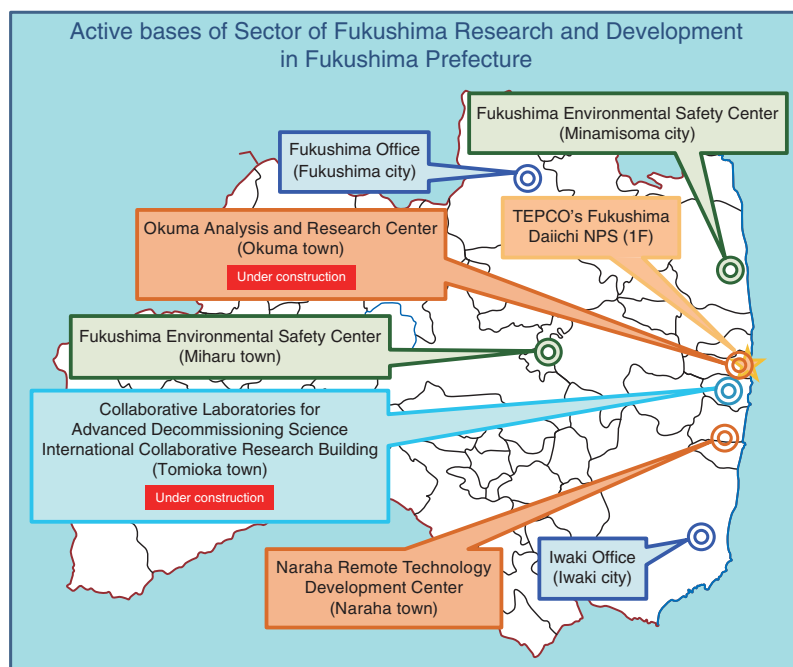 Active bases of Sector of Fukushima Research and Development
in Fukushima Prefecture
Fukushima Environmental Safety Center
(Minamisoma city)
Fukushima Office
(Fukushima city)
TEPCO's Fukushima
Daiichi NPS (1F)
Okuma Analysis and Research Center
(Okuma town)
Under construction
Fukushima Environmental Safety Center
(Miharu town)
Collaborative Laboratories for
Advanced Decommissioning Science
International Collaborative Research Building
(Tomioka town)
Under construction
Naraha Remote Technology
Development Center
(Naraha town)
Iwaki Office
(Iwaki city)